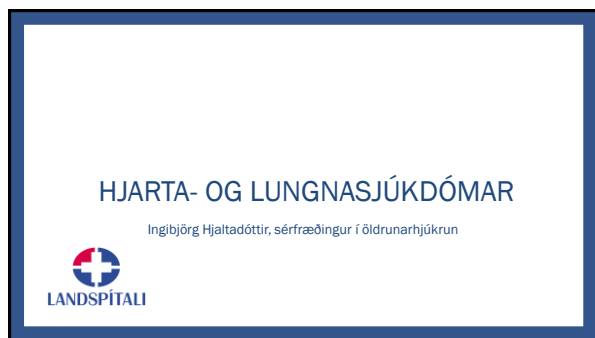 HJARTA- OG LUNGNASJÚKDÓMAR
Ingibjörg Hjaltadóttir, sérfræðingur í öldrunarhjúkrun
LANDSPÍTALI